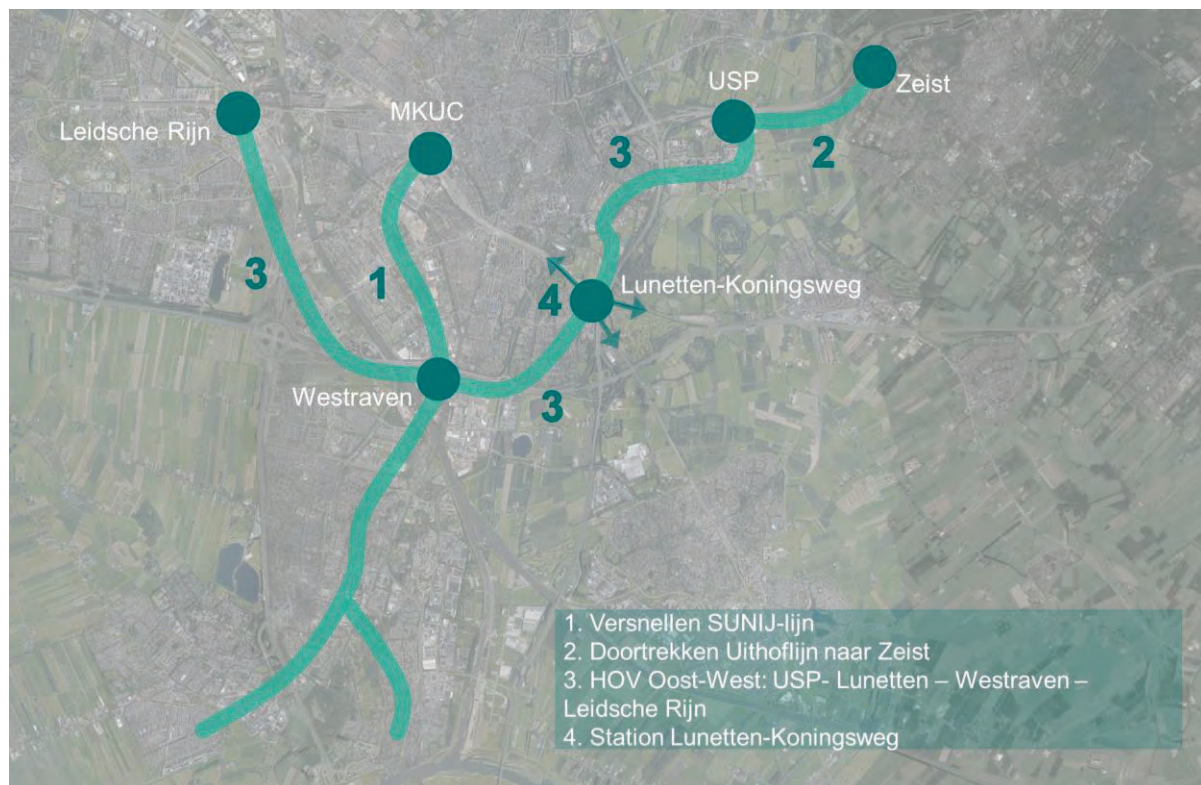 USP
Zeist
MKUC
Leidsche Rijn
3
2
3
1
4
Lunetten-Koningsweg
Westraven
3
1. Versnellen SUNIJ-lijn
2. Doortrekken Uithoflijn naar Zeist
3. HOV Oost-West: USP- Lunetten – Westraven –
Leidsche Rijn
4. Station Lunetten-Koningsweg